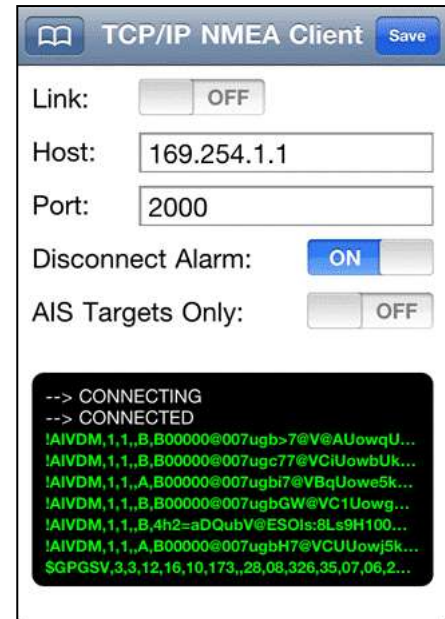 TCP/IP NMEA Client Save
Link: OFF
Host: 169.254.1.1
Port: 2000
Disconnect Alarm: ON
AIS Targets Only: OFF
--> CONNECTING
--> CONNECTED
!AIVDM,1,1,,B,B00000@007ugb>7@V@AUowqU...
!AIVDM,1,1,,B,B00000@007ugc77@VCiUowbUk...
!AIVDM,1,1,,A,B00000@007ugbi7@VBqUowe5k...
!AIVDM,1,1,,B,B00000@007ugbGW@VC1Uowg...
!AIVDM,1,1,,B,4h2=aDQubV@ESOIs:8Ls9H100...
!AIVDM,1,1,,A,B00000@007ugbH7@VCUUowj5k...
$GPGSV,3,3,12,16,10,173,,28,08,326,35,07,06,2...